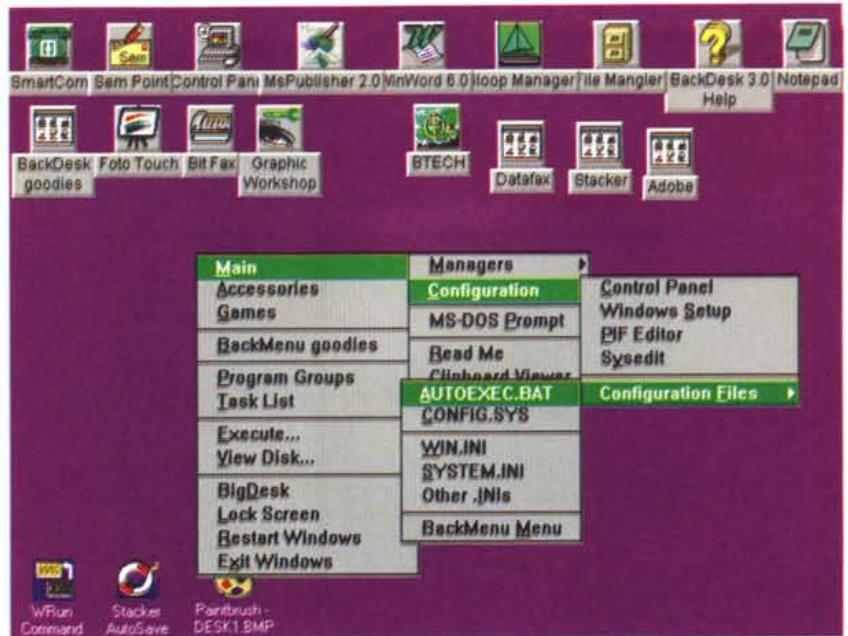 SmartCom Sem Point Control Pane MsPublisher 2.0 WinWord 6.0 Sloop Manager File Mangler BackDesk 3.0 Help Notepad
BackDesk goodies Foto Touch Bit Fax Graphic Workshop BTECH Datafax Stacker Adobe
Main
Accessories
Games
BackMenu goodies
Program Groups
Task List
Execute...
View Disk...
BigDesk
Lock Screen
Restart Windows
Exit Windows
Managers
Configuration
MS-DOS Prompt
Read Me
Clipboard Viewer
Control Panel
Windows Setup
PIF Editor
Sysedit
Configuration Files
AUTOEXEC.BAT
CONFIG.SYS
WIN.INI
SYSTEM.INI
Other .INIs
BackMenu Menu
WRun Command
Stacker AutoSave
Paintbrush - DESK1.BMP